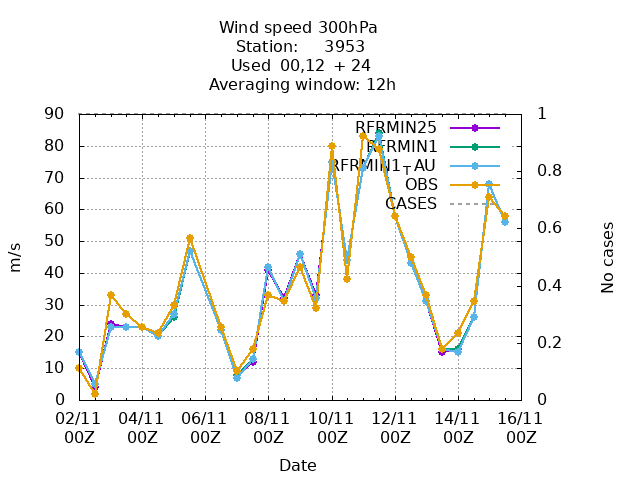 Wind speed 300hPa
Station: 3953
Used 00,12 + 24
Averaging window: 12h
90
80
70
60
50
40
30
20
10
0
m/s
1
0.8
0.6
0.4
0.2
0
No cases
RFRMIN25
RFRMIN1
RFRMIN1TAU
OBS
CASES
02/11 04/11 06/11 08/11 10/11 12/11 14/11 16/11
00Z 00Z 00Z 00Z 00Z 00Z 00Z 00Z
Date